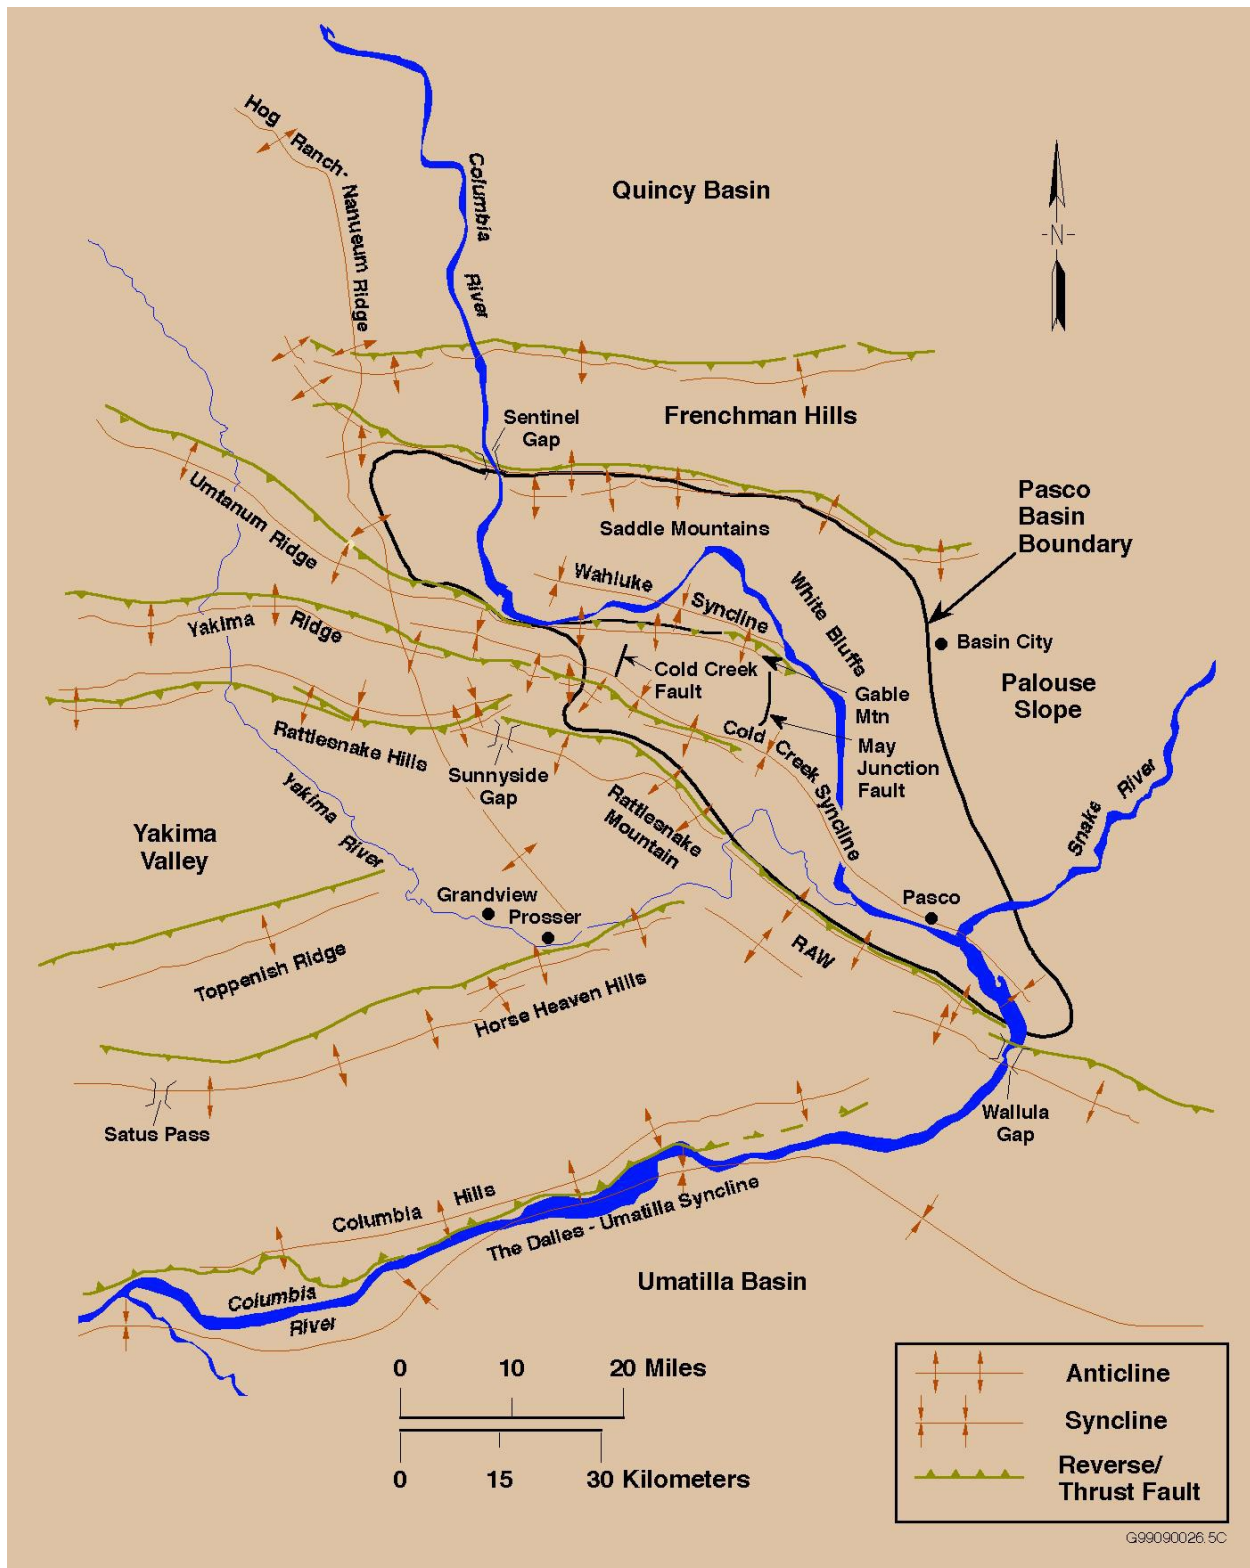 Hog Ranch-
Nanueum Ridge
Columbia
River
Quincy Basin
-N-
Sentinel
Gap
Frenchman Hills
Umtanum Ridge
Saddle Mountains
Pasco
Basin
Boundary
Wahluke
Syncline
White Bluffs
Yakima
Ridge
Basin City
Cold Creek
Fault
Gable
Mtn
Palouse
Slope
Rattlesnake Hills
Sunnyside
Gap
Cold Creek Syncline
May
Junction
Fault
Snake
River
Yakima
River
Rattlesnake
Mountain
Yakima
Valley
Grandview
Prosser
Pasco
RAW
Toppenish Ridge
Horse Heaven Hills
Satus Pass
Wallula
Gap
Columbia
Hills
The Dalles - Umatilla Syncline
Columbia
River
Umatilla Basin
0 10 20 Miles
0 15 30 Kilometers
Anticline
Syncline
Reverse/
Thrust Fault
G99090026.5C